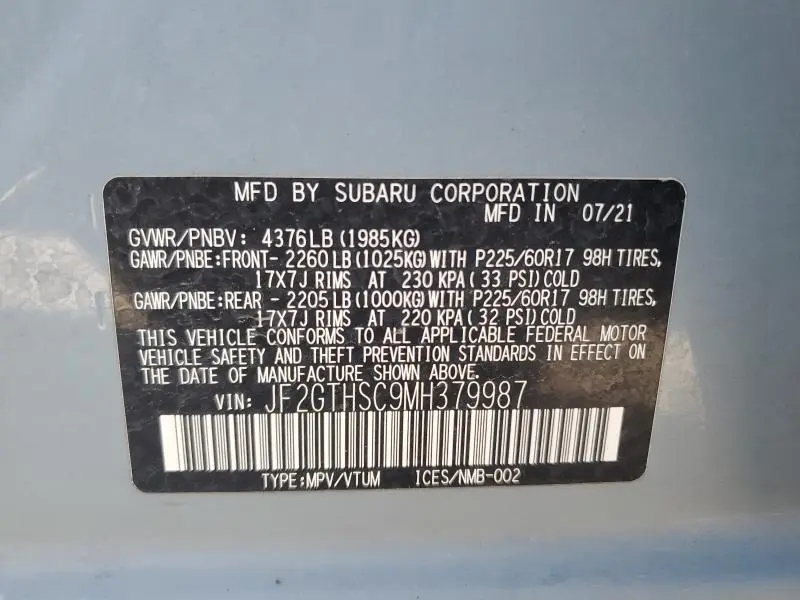 MFD BY SUBARU CORPORATION
MFD IN 07/21
GVWR/PNBV: 4376LB(1985KG)
GAWR/PNBE:FRONT- 2260LB(1025KG)WITH P225/60R17 98H TIRES,
17X7J RIMS AT 230 KPA( 33 PSI)COLD
GAWR/PNBE:REAR - 2205LB(1000KG)WITH P225/60R17 98H TIRES,
17X7J RIMS AT 220 KPA( 32 PSI)COLD
THIS VEHICLE CONFORMS TO ALL APPLICABLE FEDERAL MOTOR
VEHICLE SAFETY AND THEFT PREVENTION STANDARDS IN EFFECT ON
THE DATE OF MANUFACTURE SHOWN ABOVE.
VIN: JF2GTHSC9MH379987
TYPE:MPV/VTUM ICES/NMB-002